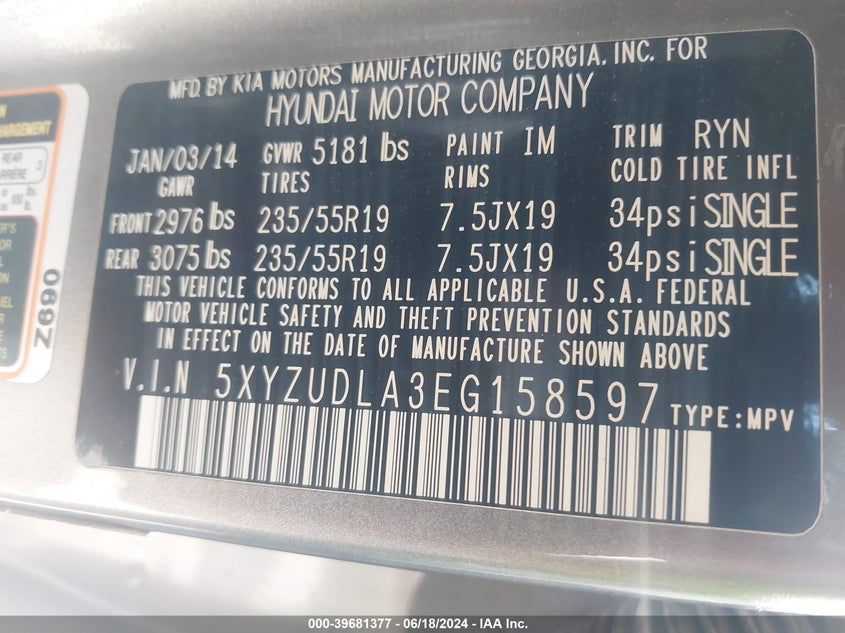 MFD. BY KIA MOTORS MANUFACTURING GEORGIA, INC. FOR
HYUNDAI MOTOR COMPANY
JAN/03/14 GVWR 5181 lbs PAINT IM TRIM RYN
GAWR TIRES RIMS COLD TIRE INFL
FRONT 2976 lbs 235/55R19 7.5JX19 34psi SINGLE
REAR 3075 lbs 235/55R19 7.5JX19 34psi SINGLE
THIS VEHICLE CONFORMS TO ALL APPLICABLE U.S.A. FEDERAL
MOTOR VEHICLE SAFETY AND THEFT PREVENTION STANDARDS
IN EFFECT ON THE DATE OF MANUFACTURE SHOWN ABOVE
V.I.N 5XYZUDLA3EG158597 TYPE:MPV
REAR
Z690
000-39681377 - 06/18/2024 - IAA Inc.